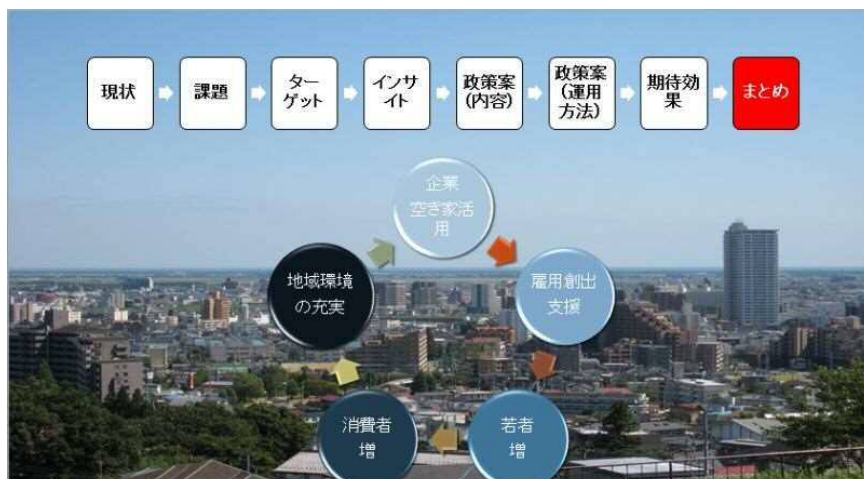 現状
課題
ター
ゲット
インサ
イト
政策案
(内容)
政策案
(運用
方法)
期待効
果
まとめ
企業
空き家活
用
雇用創出
支援
若者
増
消費者
増
地域環境
の充実